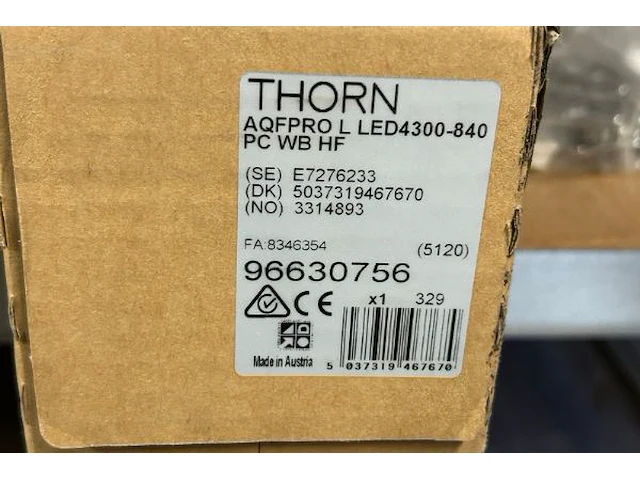 THORN
AQFPRO L LED4300-840
PC WB HF
(SE) E7276233
(DK) 5037319467670
(NO) 3314893
FA:8346354 (5120)
96630756
CE x1 329
Made in Austria
5 037319 467670